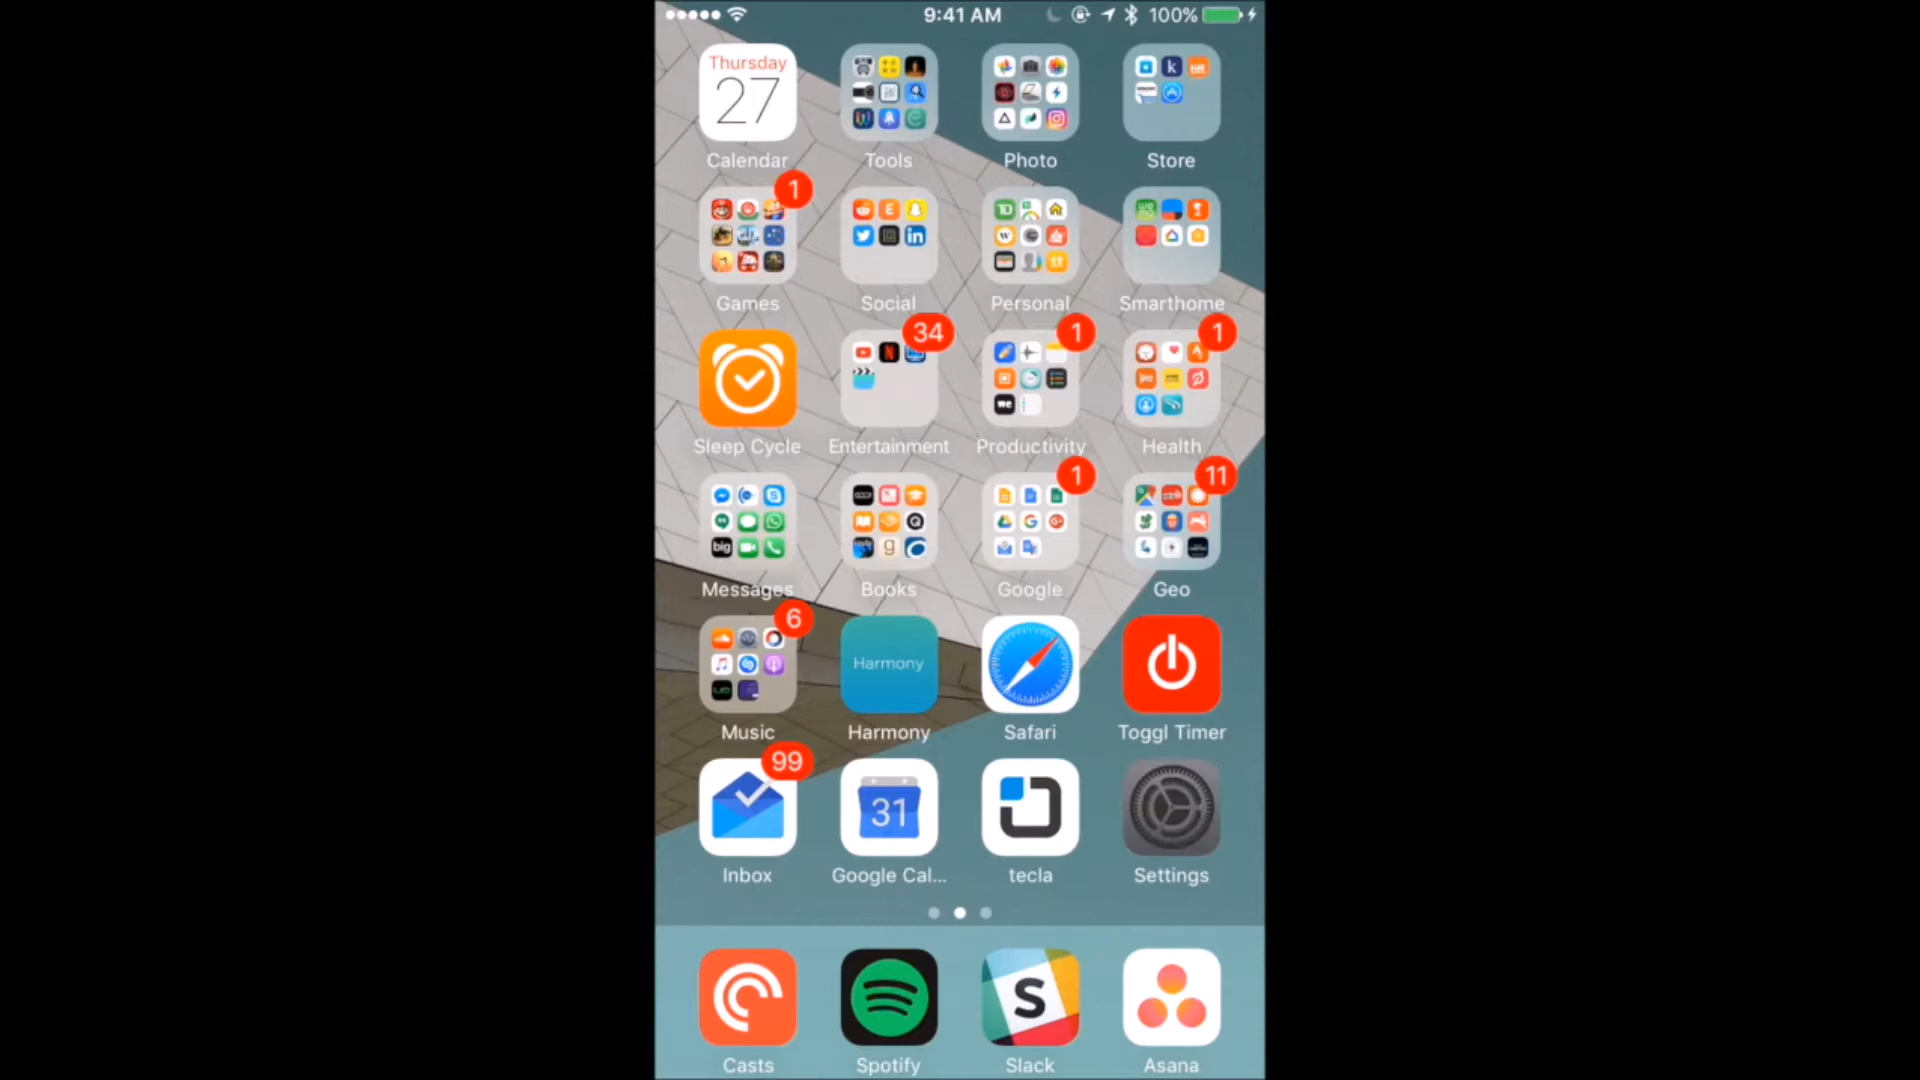 9:41 AM 100%
Thursday
27
Calendar Tools Photo Store
1
Games Social Personal Smarthome
34 1 1
Sleep Cycle Entertainment Productivity Health
1 11
big
Messages Books Google Geo
6
Harmony
Music Harmony Safari Toggl Timer
99
31
Inbox Google Cal... tecla Settings
S
Casts Spotify Slack Asana